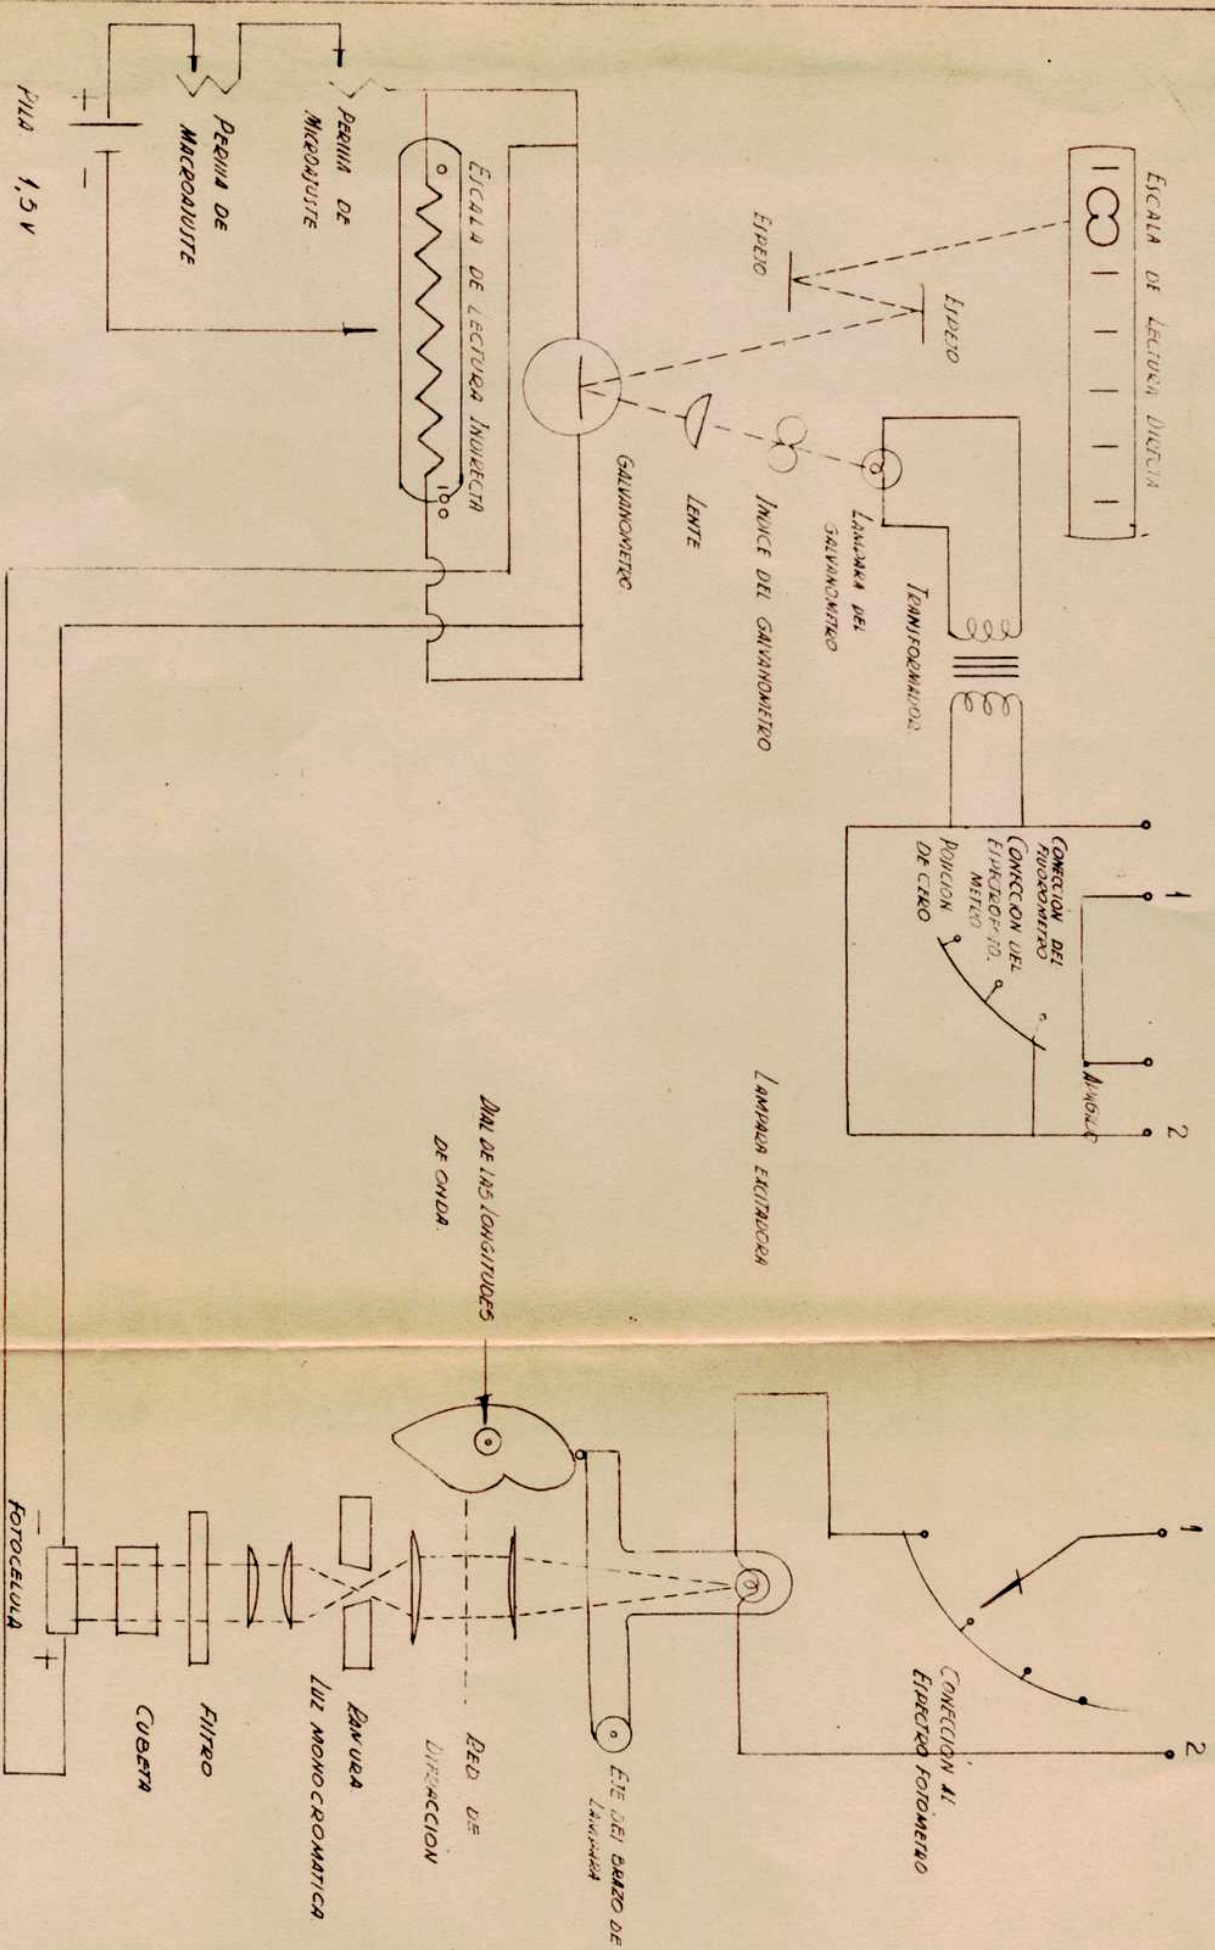 ESCALA DE LECTURA DIRECTA
ESPEJO
ESPEJO
GALVANOMETRO
LENTE
INDICE DEL GALVANOMETRO
LAMPARA DEL
GALVANOMETRO
TRANSFORMADOR
1
2
CONECCION DEL
FLUOROMETRO
CONECCION DEL
ESPECTROFOTO.
METRO
POSICION
DE CERO
LAMPARA EXCITADORA
PERILLA DE
MICROAJUSTE
PERILLA DE
MACROAJUSTE
+
-
PILA 1,5 V
ESCALA DE LECTURA INDIRECTA
0
100
DIAL DE LAS LONGITUDES
DE ONDA.
1
2
CONECCIÓN AL
ESPECTRO FOTÓMETRO
EJE DEL BRAZO DE
LAMPARA
RED DE
DIFRACCION
RANURA
LUZ MONOCROMATICA
FILTRO
CUBETA
-
+
FOTOCELULA